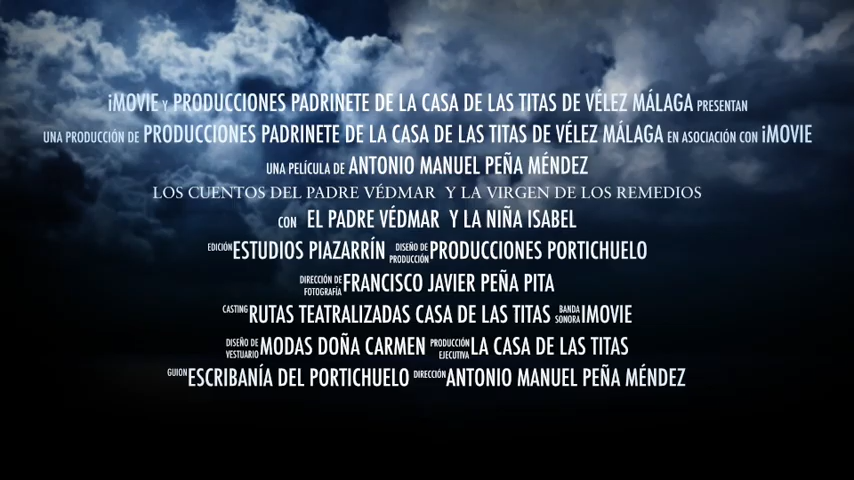 iMOVIE Y PRODUCCIONES PADRINETE DE LA CASA DE LAS TITAS DE VÉLEZ MÁLAGA PRESENTAN
UNA PRODUCCIÓN DE PRODUCCIONES PADRINETE DE LA CASA DE LAS TITAS DE VÉLEZ MÁLAGA EN ASOCIACIÓN CON iMOVIE
UNA PELÍCULA DE ANTONIO MANUEL PEÑA MÉNDEZ
LOS CUENTOS DEL PADRE VÉDMAR Y LA VIRGEN DE LOS REMEDIOS
CON EL PADRE VÉDMAR Y LA NIÑA ISABEL
EDICIÓN ESTUDIOS PIAZARRÍN DISEÑO DE PRODUCCIÓN PRODUCCIONES PORTICHUELO
DIRECCIÓN DE FOTOGRAFÍA FRANCISCO JAVIER PEÑA PITA
CASTING RUTAS TEATRALIZADAS CASA DE LAS TITAS BANDA SONORA IMOVIE
DISEÑO DE VESTUARIO MODAS DOÑA CARMEN PRODUCCIÓN EJECUTIVA LA CASA DE LAS TITAS
GUION ESCRIBANÍA DEL PORTICHUELO DIRECCIÓN ANTONIO MANUEL PEÑA MÉNDEZ